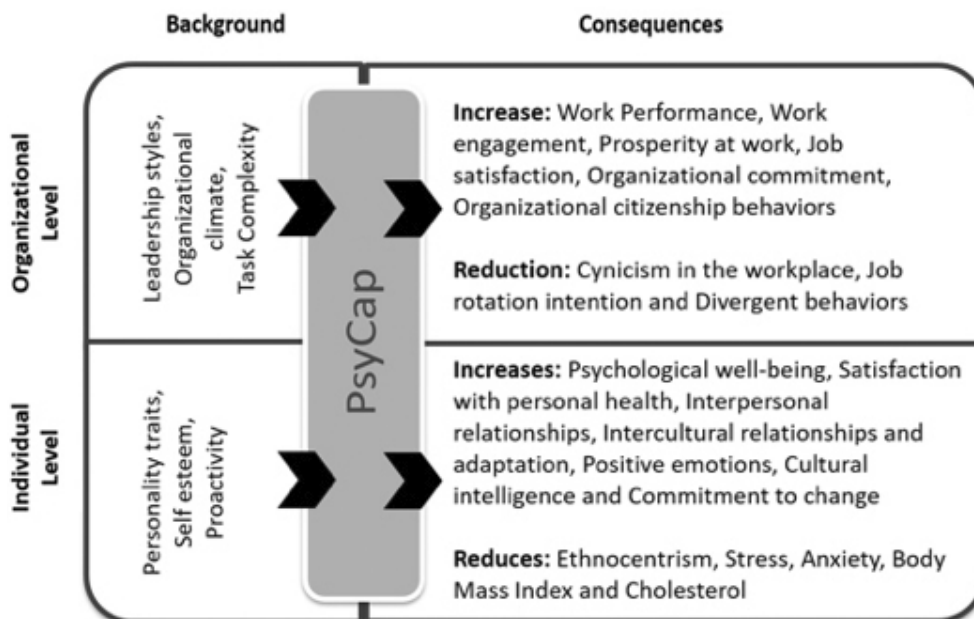 Background
Consequences
Organizational
Level
Leadership styles,
Organizational
climate,
Task Complexity
Increase: Work Performance, Work
engagement, Prosperity at work, Job
satisfaction, Organizational commitment,
Organizational citizenship behaviors
Reduction: Cynicism in the workplace, Job
rotation intention and Divergent behaviors
PsyCap
Individual
Level
Personality traits,
Self esteem,
Proactivity
Increases: Psychological well-being, Satisfaction
with personal health, Interpersonal
relationships, Intercultural relationships and
adaptation, Positive emotions, Cultural
intelligence and Commitment to change
Reduces: Ethnocentrism, Stress, Anxiety, Body
Mass Index and Cholesterol